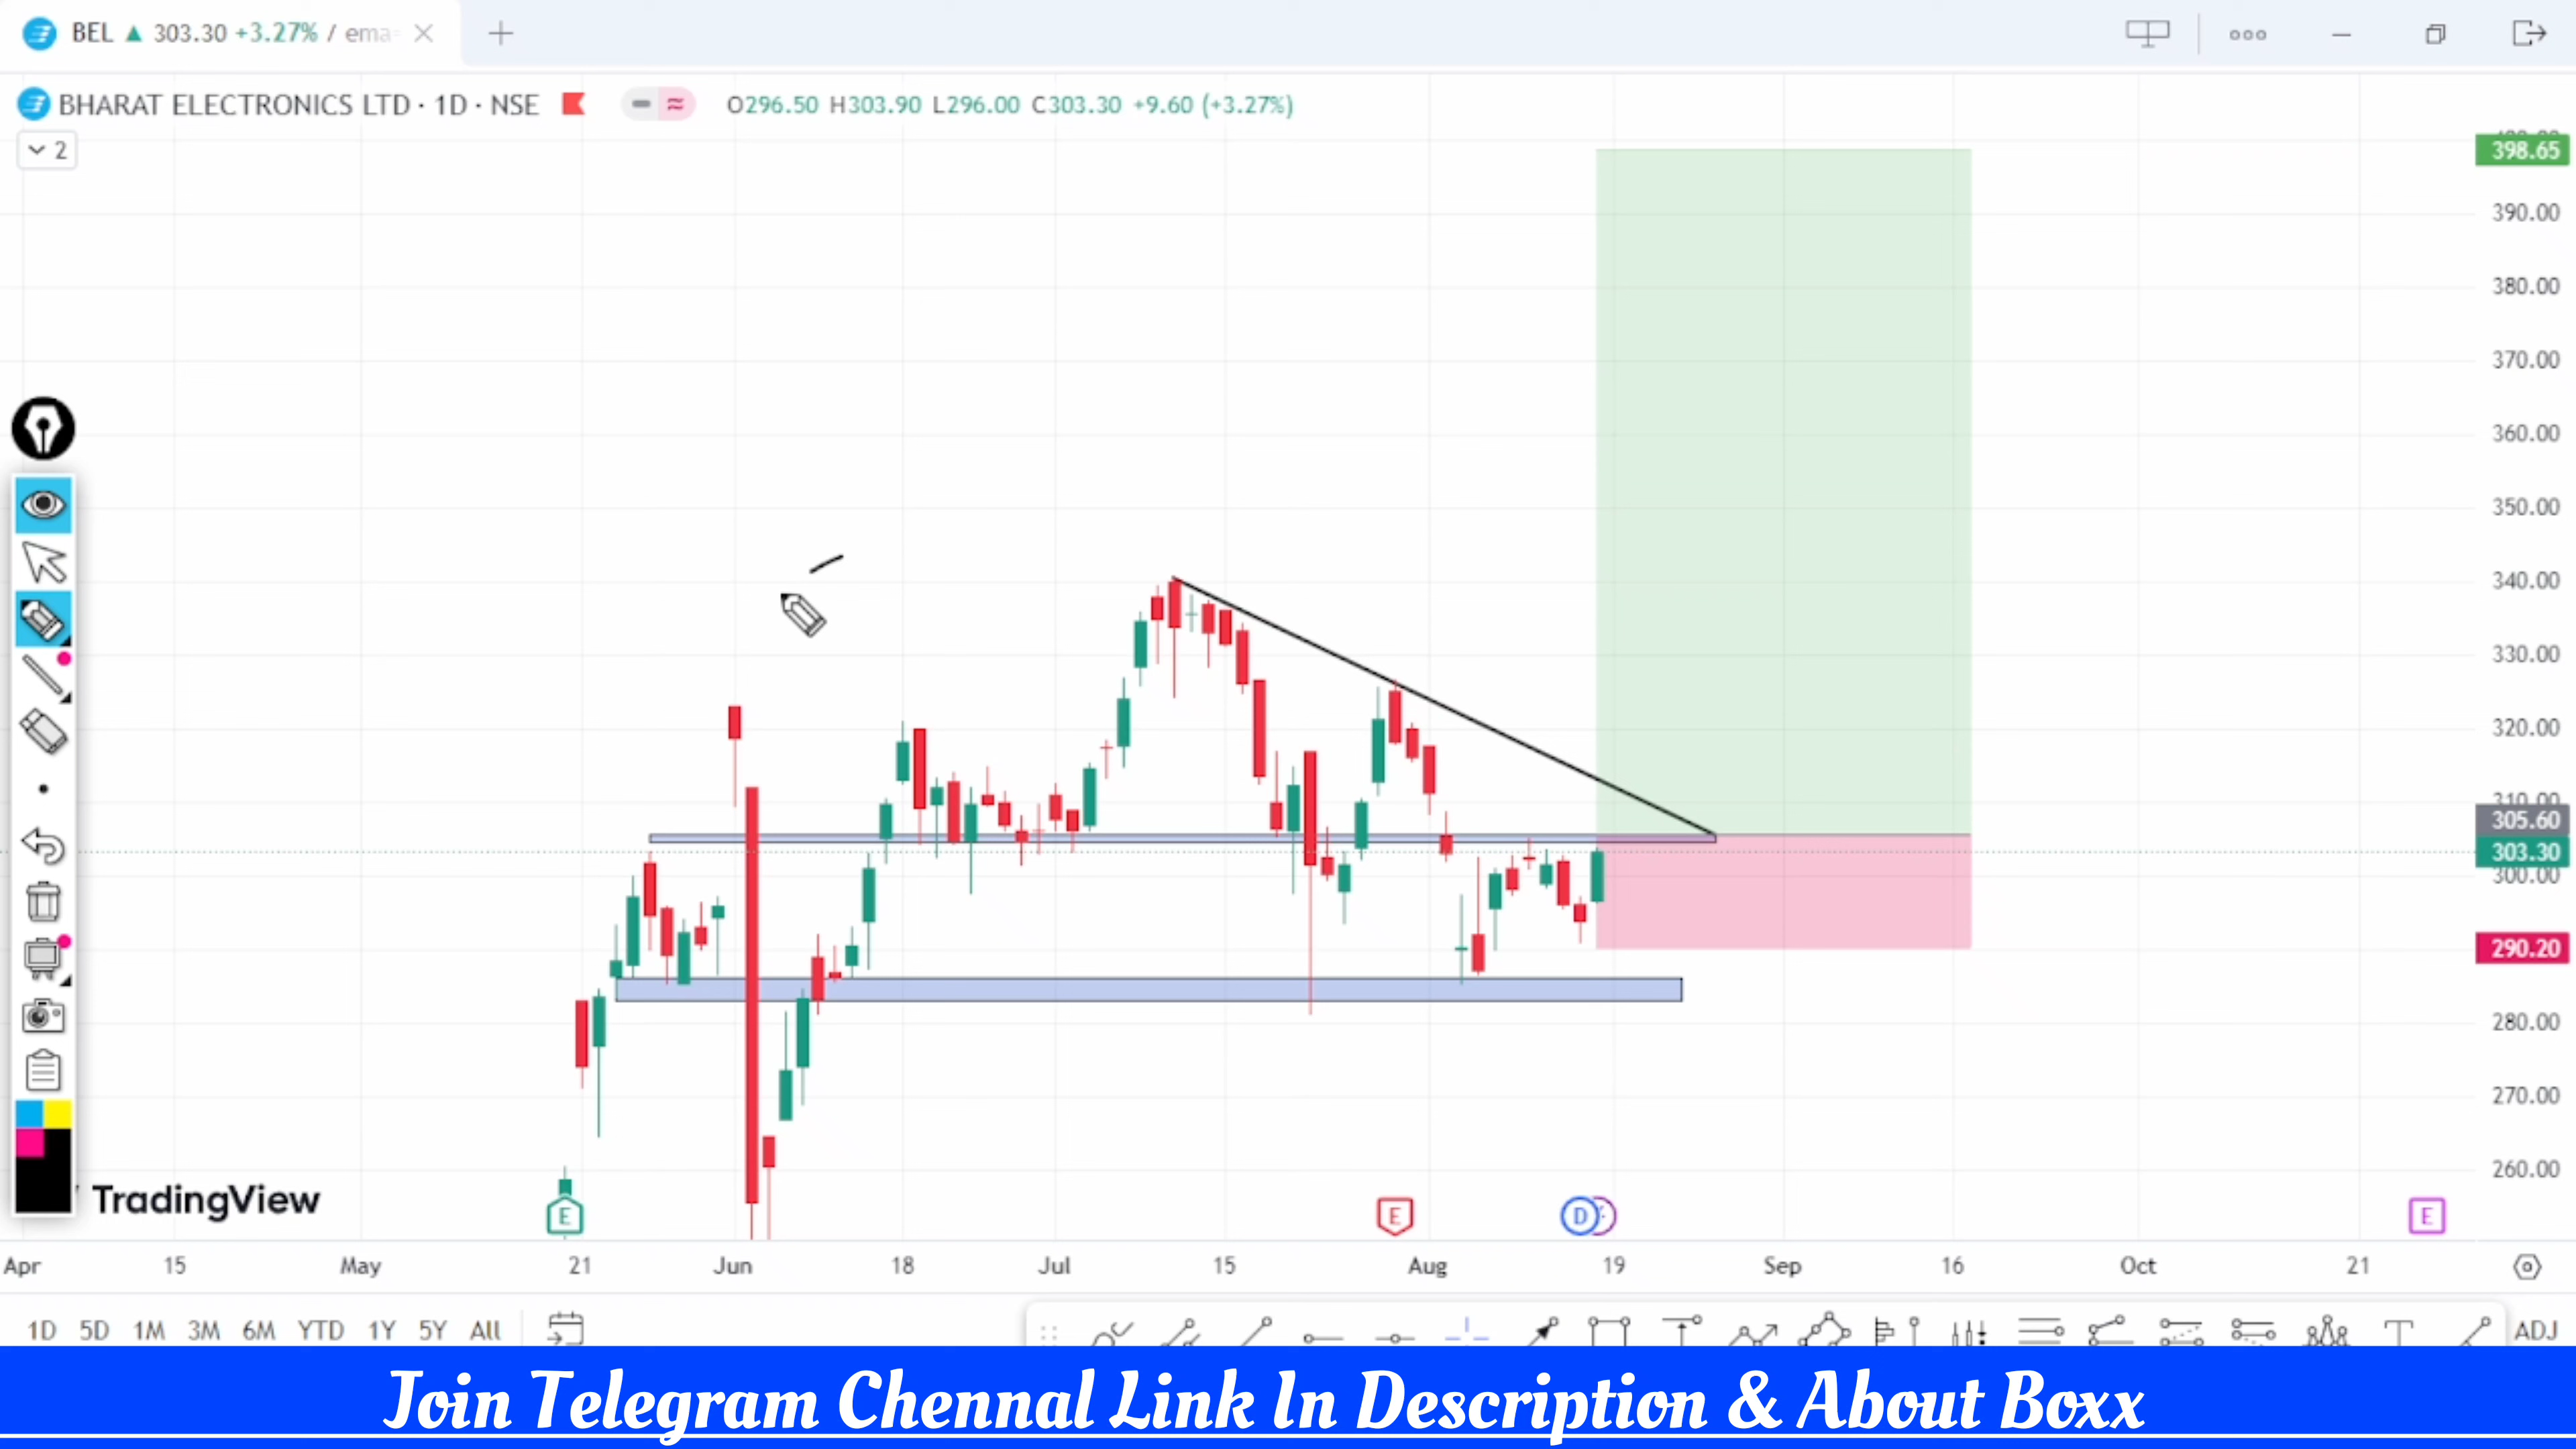 BEL ▲ 303.30 +3.27% / ema
BHARAT ELECTRONICS LTD · 1D · NSE O296.50 H303.90 L296.00 C303.30 +9.60 (+3.27%)
2
398.65
390.00
380.00
370.00
360.00
350.00
340.00
330.00
320.00
310.00
305.60
303.30
300.00
290.20
280.00
270.00
260.00
TradingView
E E D E
Apr 15 May 21 Jun 18 Jul 15 Aug 19 Sep 16 Oct 21
1D 5D 1M 3M 6M YTD 1Y 5Y All ADJ
Join Telegram Chennal Link In Description & About Boxx